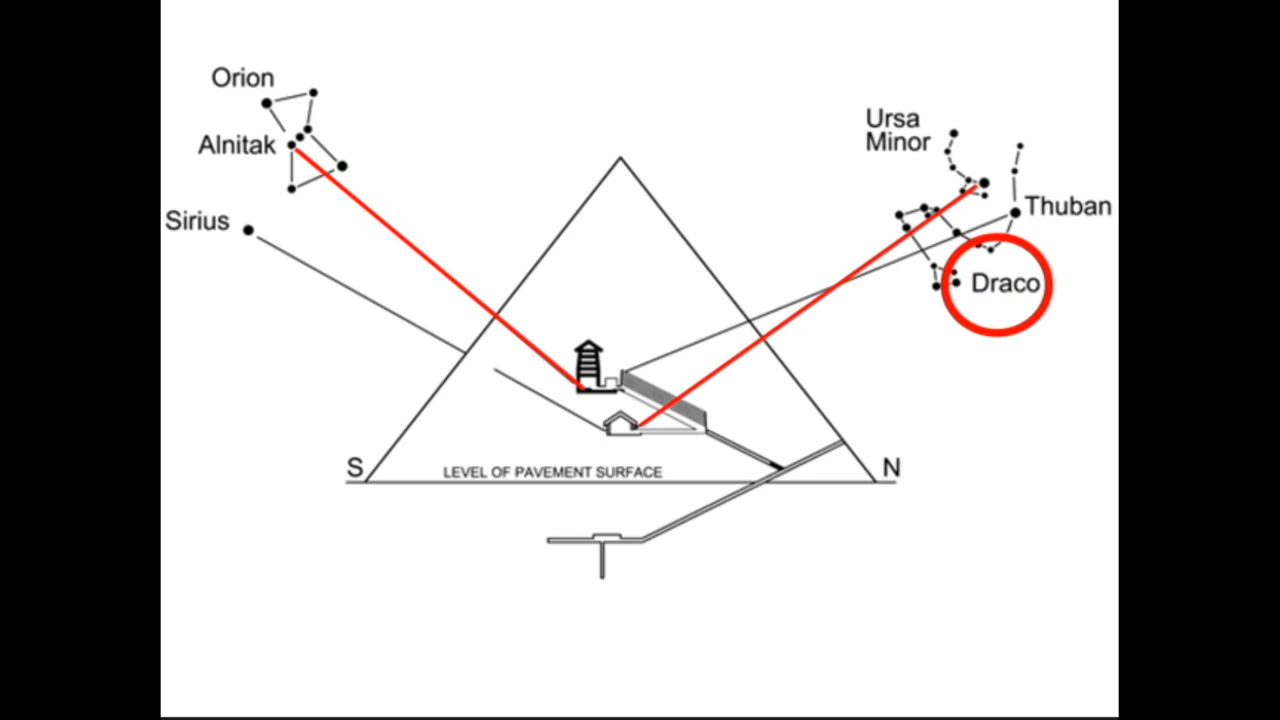 Orion
Alnitak
Sirius
Ursa
Minor
Thuban
Draco
S
LEVEL OF PAVEMENT SURFACE
N